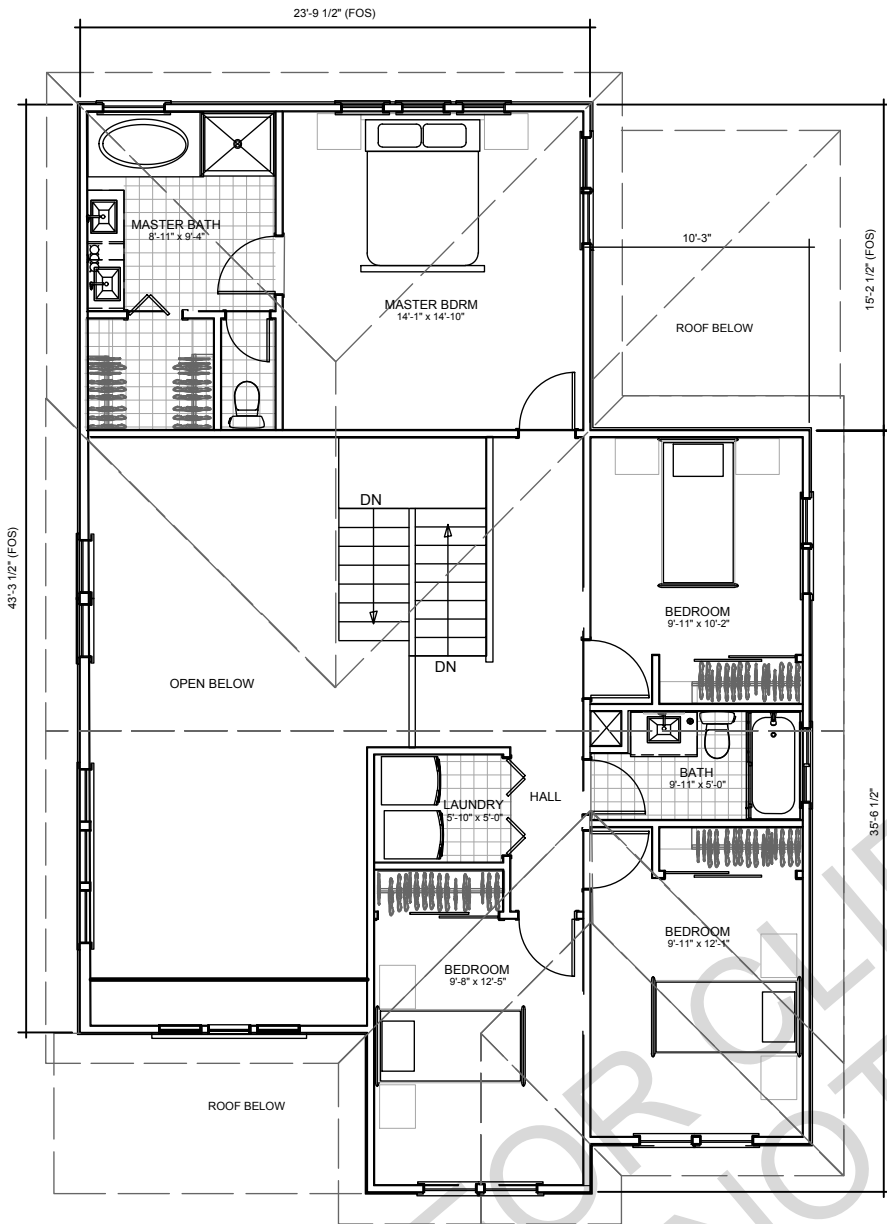 23'-9 1/2" (FOS)
MASTER BATH
8'-11" x 9'-4"
MASTER BDRM
14'-1" x 14'-10"
10'-3"
15'-2 1/2" (FOS)
ROOF BELOW
DN
43'-3 1/2" (FOS)
BEDROOM
9'-11" x 10'-2"
DN
OPEN BELOW
BATH
9'-11" x 5'-0"
HALL
LAUNDRY
5'-10" x 5'-0"
35'-6 1/2"
BEDROOM
9'-11" x 12'-1"
BEDROOM
9'-8" x 12'-5"
ROOF BELOW
FOR CLIE
NOT